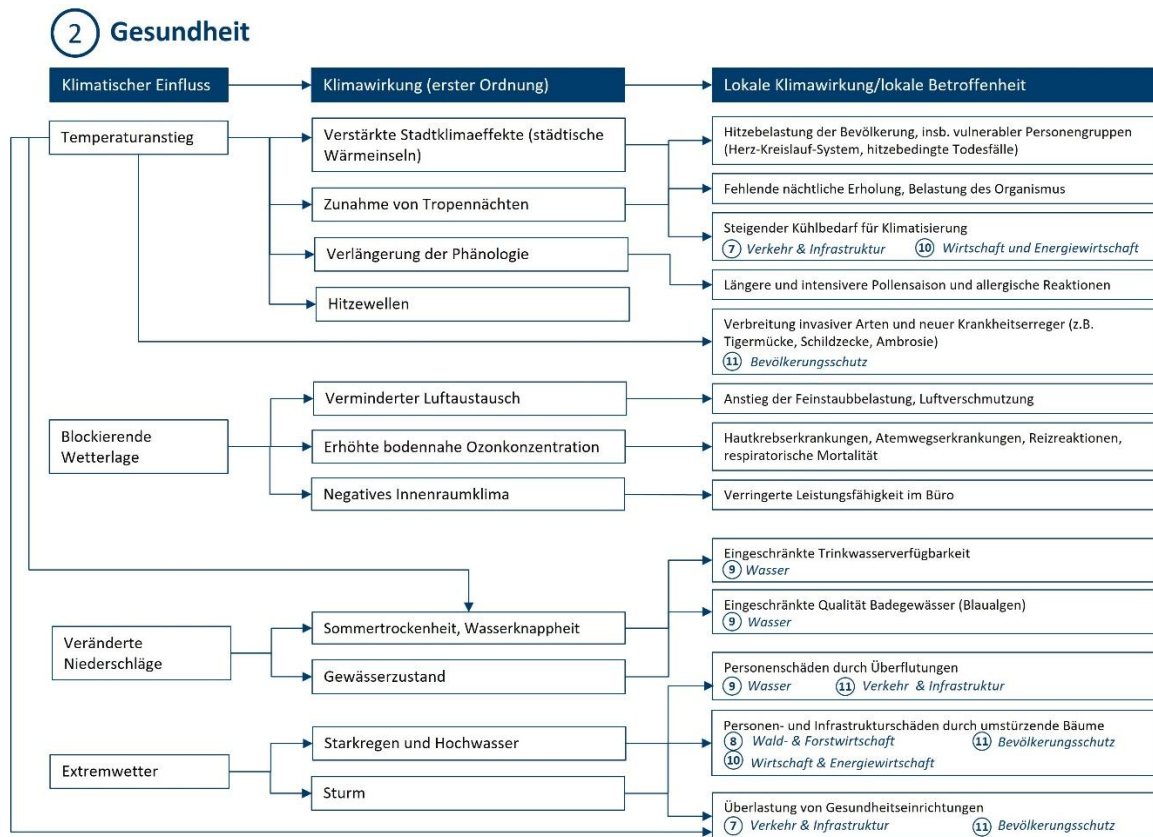 2 Gesundheit
Klimatischer Einfluss
Klimawirkung (erster Ordnung)
Lokale Klimawirkung/lokale Betroffenheit
Temperaturanstieg
Verstärkte Stadtklimaeffekte (städtische
Wärmeinseln)
Zunahme von Tropennächten
Verlängerung der Phänologie
Hitzewellen
Hitzebelastung der Bevölkerung, insb. vulnerabler Personengruppen
(Herz-Kreislauf-System, hitzebedingte Todesfälle)
Fehlende nächtliche Erholung, Belastung des Organismus
Steigender Kühlbedarf für Klimatisierung
7 Verkehr & Infrastruktur 10 Wirtschaft und Energiewirtschaft
Längere und intensivere Pollensaison und allergische Reaktionen
Verbreitung invasiver Arten und neuer Krankheitserreger (z.B.
Tigermücke, Schildzecke, Ambrosie)
11 Bevölkerungsschutz
Blockierende
Wetterlage
Verminderter Luftaustausch
Erhöhte bodennahe Ozonkonzentration
Negatives Innenraumklima
Anstieg der Feinstaubbelastung, Luftverschmutzung
Hautkrebserkrankungen, Atemwegserkrankungen, Reizreaktionen,
respiratorische Mortalität
Verringerte Leistungsfähigkeit im Büro
Veränderte
Niederschläge
Sommertrockenheit, Wasserknappheit
Gewässerzustand
Eingeschränkte Trinkwasserverfügbarkeit
9 Wasser
Eingeschränkte Qualität Badegewässer (Blaualgen)
9 Wasser
Extremwetter
Starkregen und Hochwasser
Sturm
Personenschäden durch Überflutungen
9 Wasser 11 Verkehr & Infrastruktur
Personen- und Infrastrukturschäden durch umstürzende Bäume
8 Wald- & Forstwirtschaft 11 Bevölkerungsschutz
10 Wirtschaft & Energiewirtschaft
Überlastung von Gesundheitseinrichtungen
7 Verkehr & Infrastruktur 11 Bevölkerungsschutz